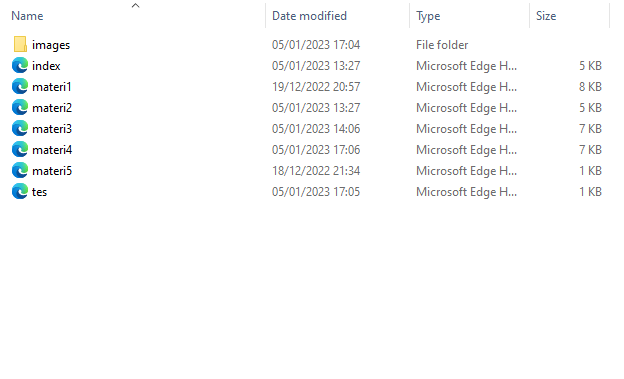 Name Date modified Type Size
images 05/01/2023 17:04 File folder
index 05/01/2023 13:27 Microsoft Edge H... 5 KB
materi1 19/12/2022 20:57 Microsoft Edge H... 8 KB
materi2 05/01/2023 13:27 Microsoft Edge H... 5 KB
materi3 05/01/2023 14:06 Microsoft Edge H... 7 KB
materi4 05/01/2023 17:06 Microsoft Edge H... 7 KB
materi5 18/12/2022 21:34 Microsoft Edge H... 1 KB
tes 05/01/2023 17:05 Microsoft Edge H... 1 KB